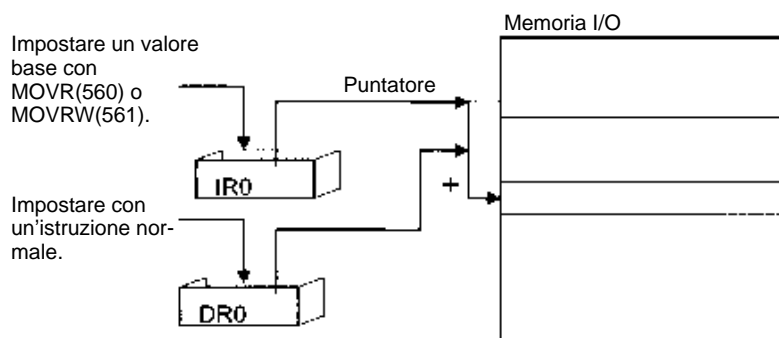 Memoria I/O
Impostare un valore
base con
MOVR(560) o
MOVRW(561).
Puntatore
IR0
+
Impostare con
un'istruzione nor-
male.
DR0